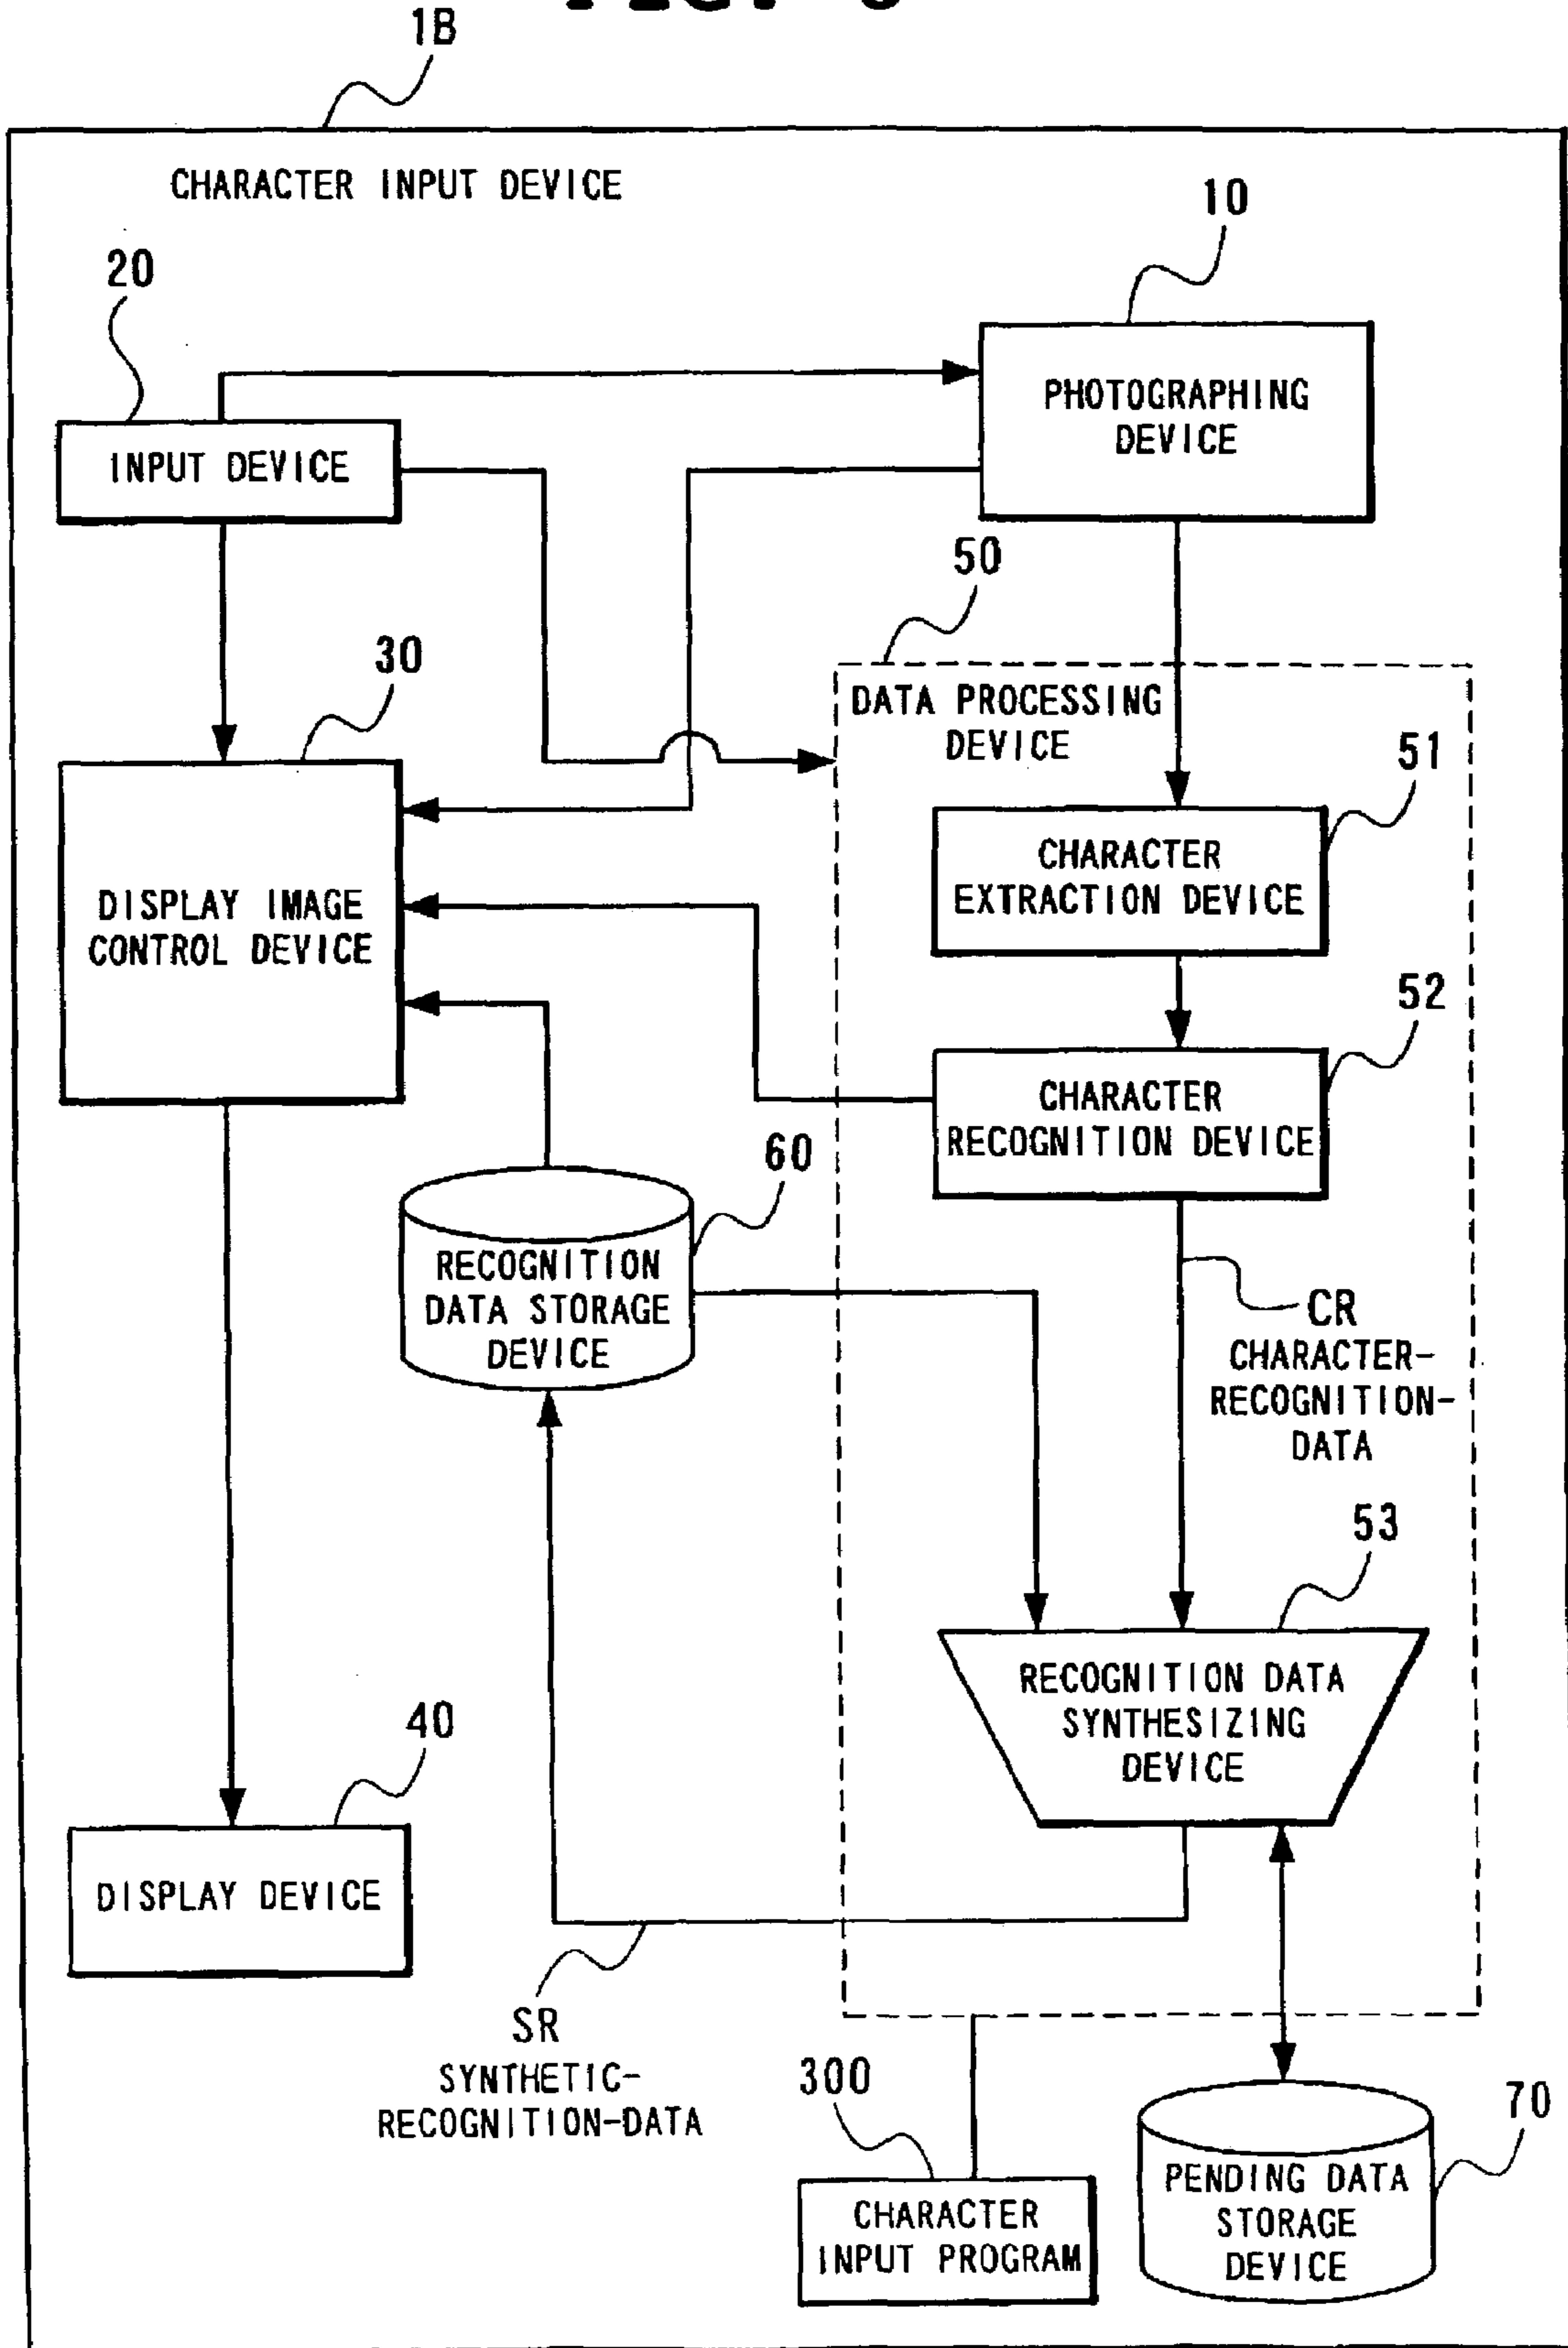 FIG.
1B
CHARACTER INPUT DEVICE
10
20
PHOTOGRAPHING
DEVICE
INPUT DEVICE
50
30
DATA PROCESSING
DEVICE
51
CHARACTER
EXTRACTION DEVICE
DISPLAY IMAGE
CONTROL DEVICE
52
CHARACTER
RECOGNITION DEVICE
60
RECOGNITION
DATA STORAGE
DEVICE
CR
CHARACTER-
RECOGNITION-
DATA
53
RECOGNITION DATA
SYNTHESIZING
DEVICE
40
DISPLAY DEVICE
SR
SYNTHETIC-
RECOGNITION-DATA
300
70
CHARACTER
INPUT PROGRAM
PENDING DATA
STORAGE
DEVICE